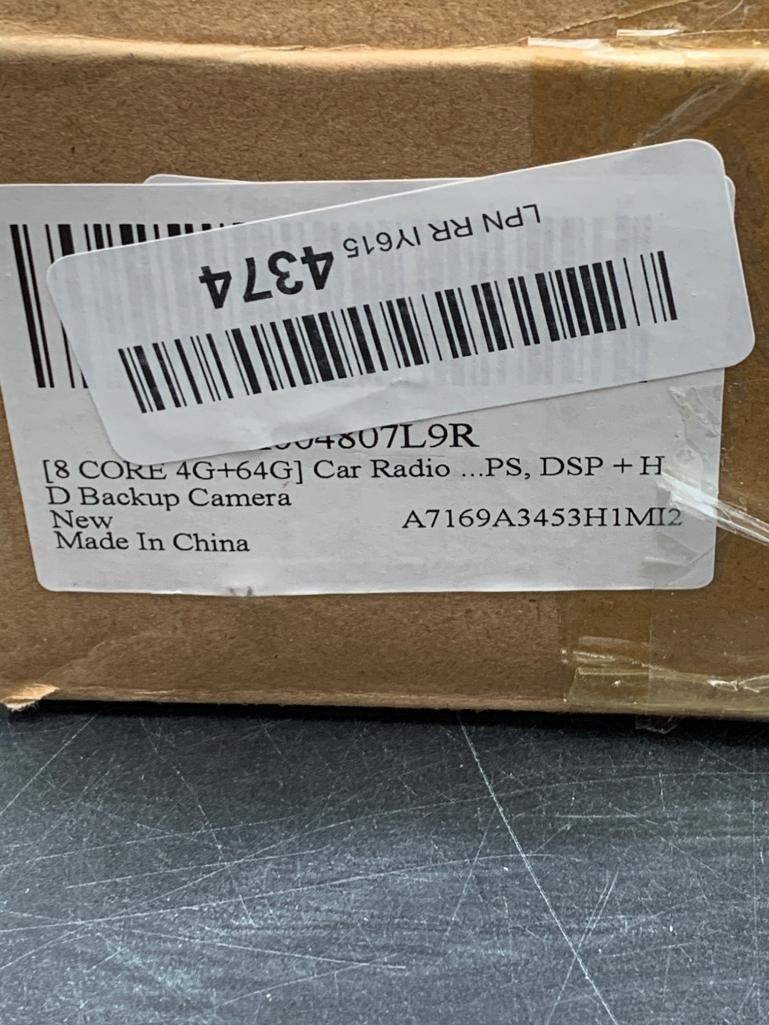 LPN RR IY615 4374
004807L9R
[8 CORE 4G+64G] Car Radio ...PS, DSP + H
D Backup Camera
New A7169A3453H1MI2
Made In China